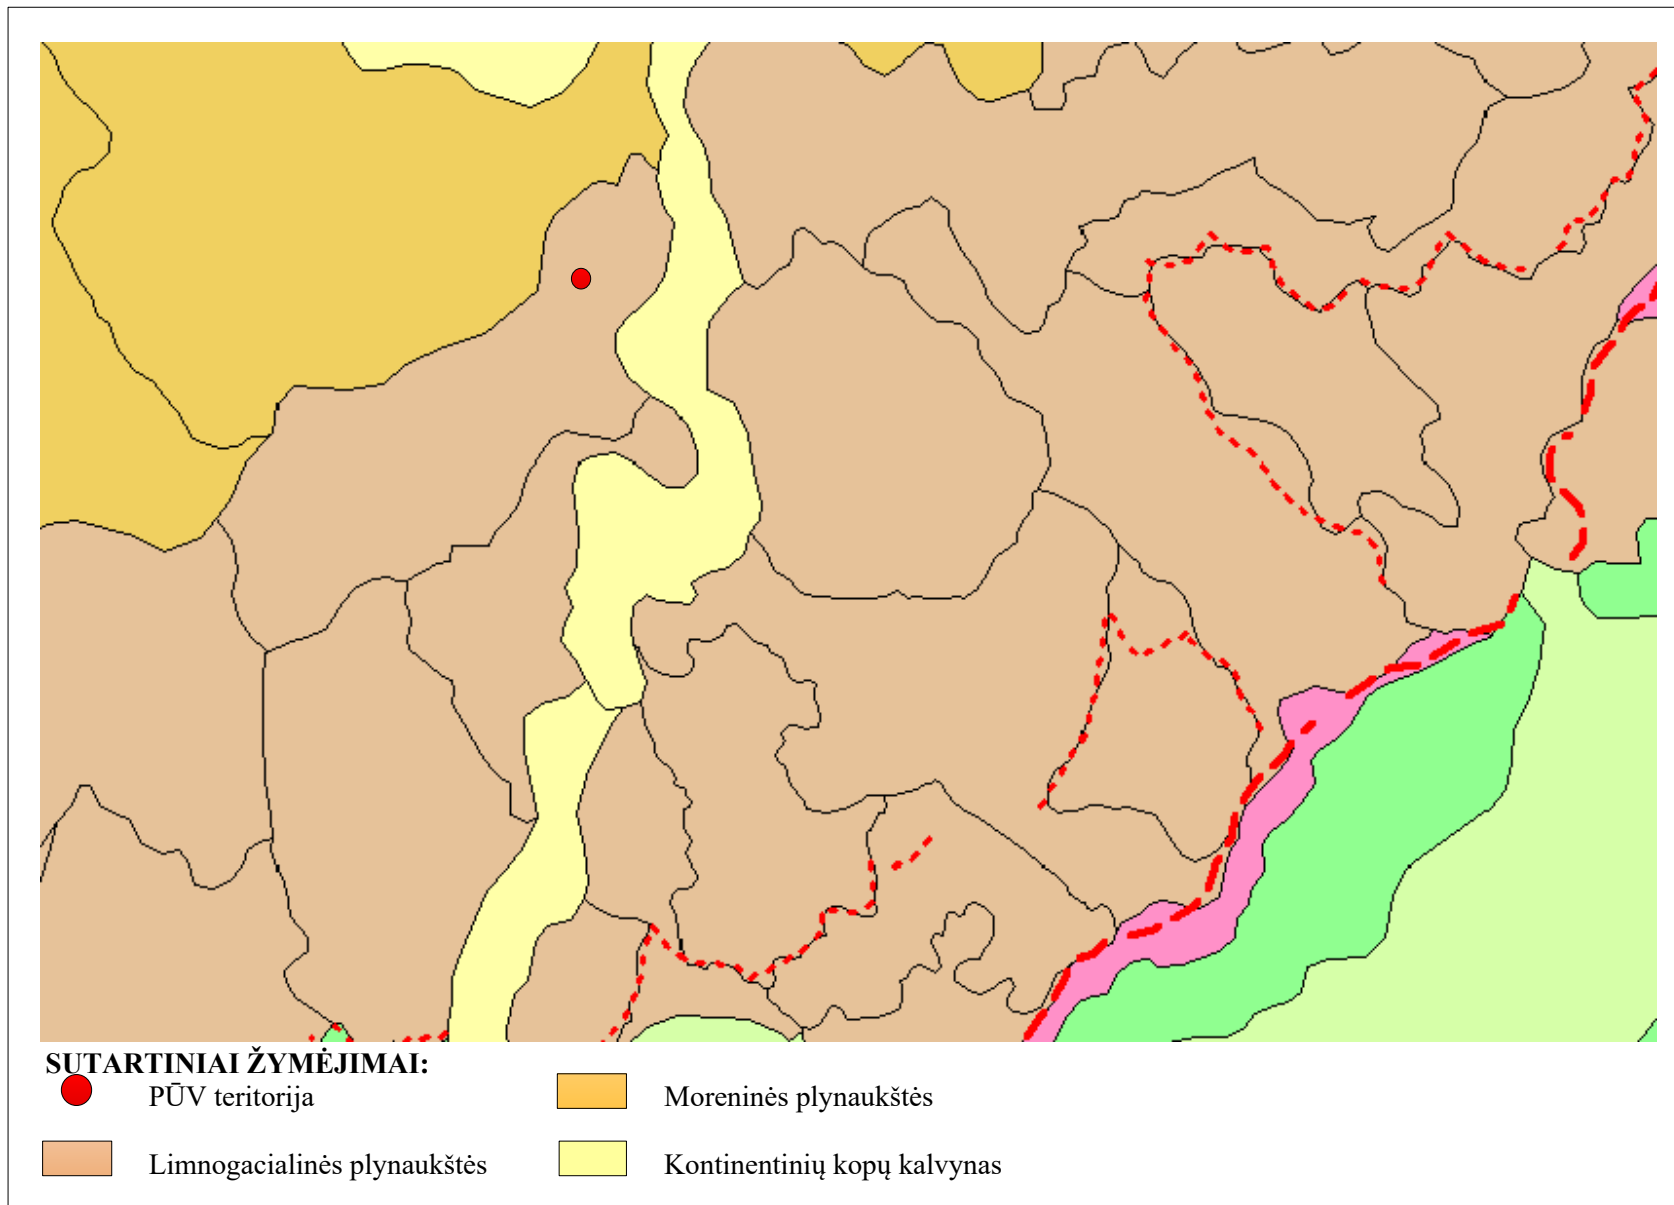 SUTARTINIAI ŽYMĖJIMAI:
PŪV teritorija
Moreninės plynaukštės
Limnogacialinės plynaukštės
Kontinentinių kopų kalvynas